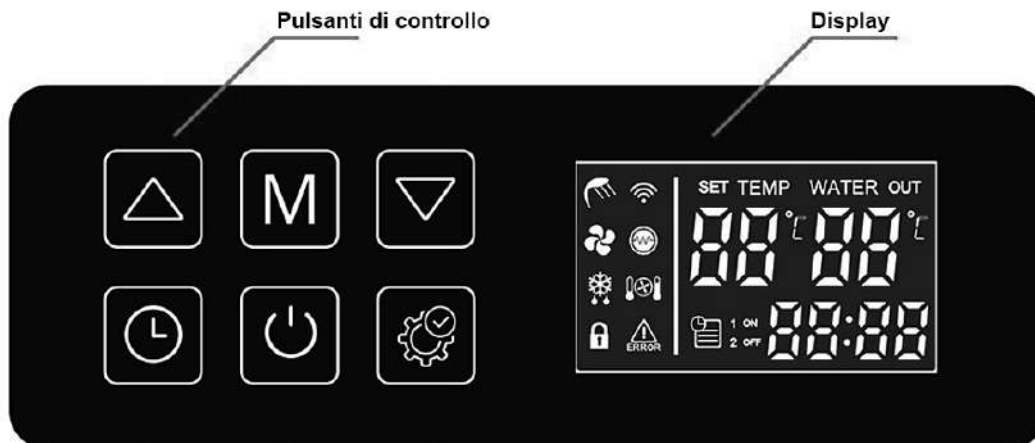 Pulsanti di controllo
Display
M
SET TEMP WATER OUT
88 °C 88 °C
1 ON
2 OFF
88:88
ERROR